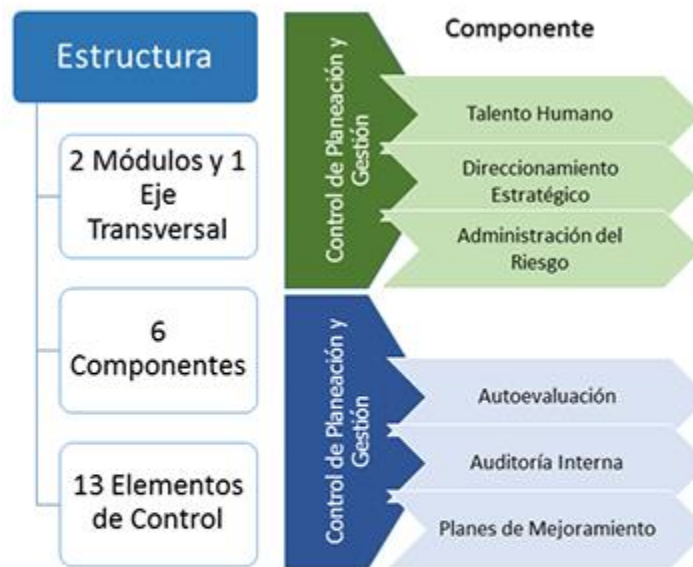 Estructura
2 Módulos y 1
Eje
Transversal
6
Componentes
13 Elementos
de Control
Componente
Control de Planeación y
Gestión
Talento Humano
Direccionamiento
Estratégico
Administración del
Riesgo
Control de Planeación y
Gestión
Autoevaluación
Auditoría Interna
Planes de Mejoramiento